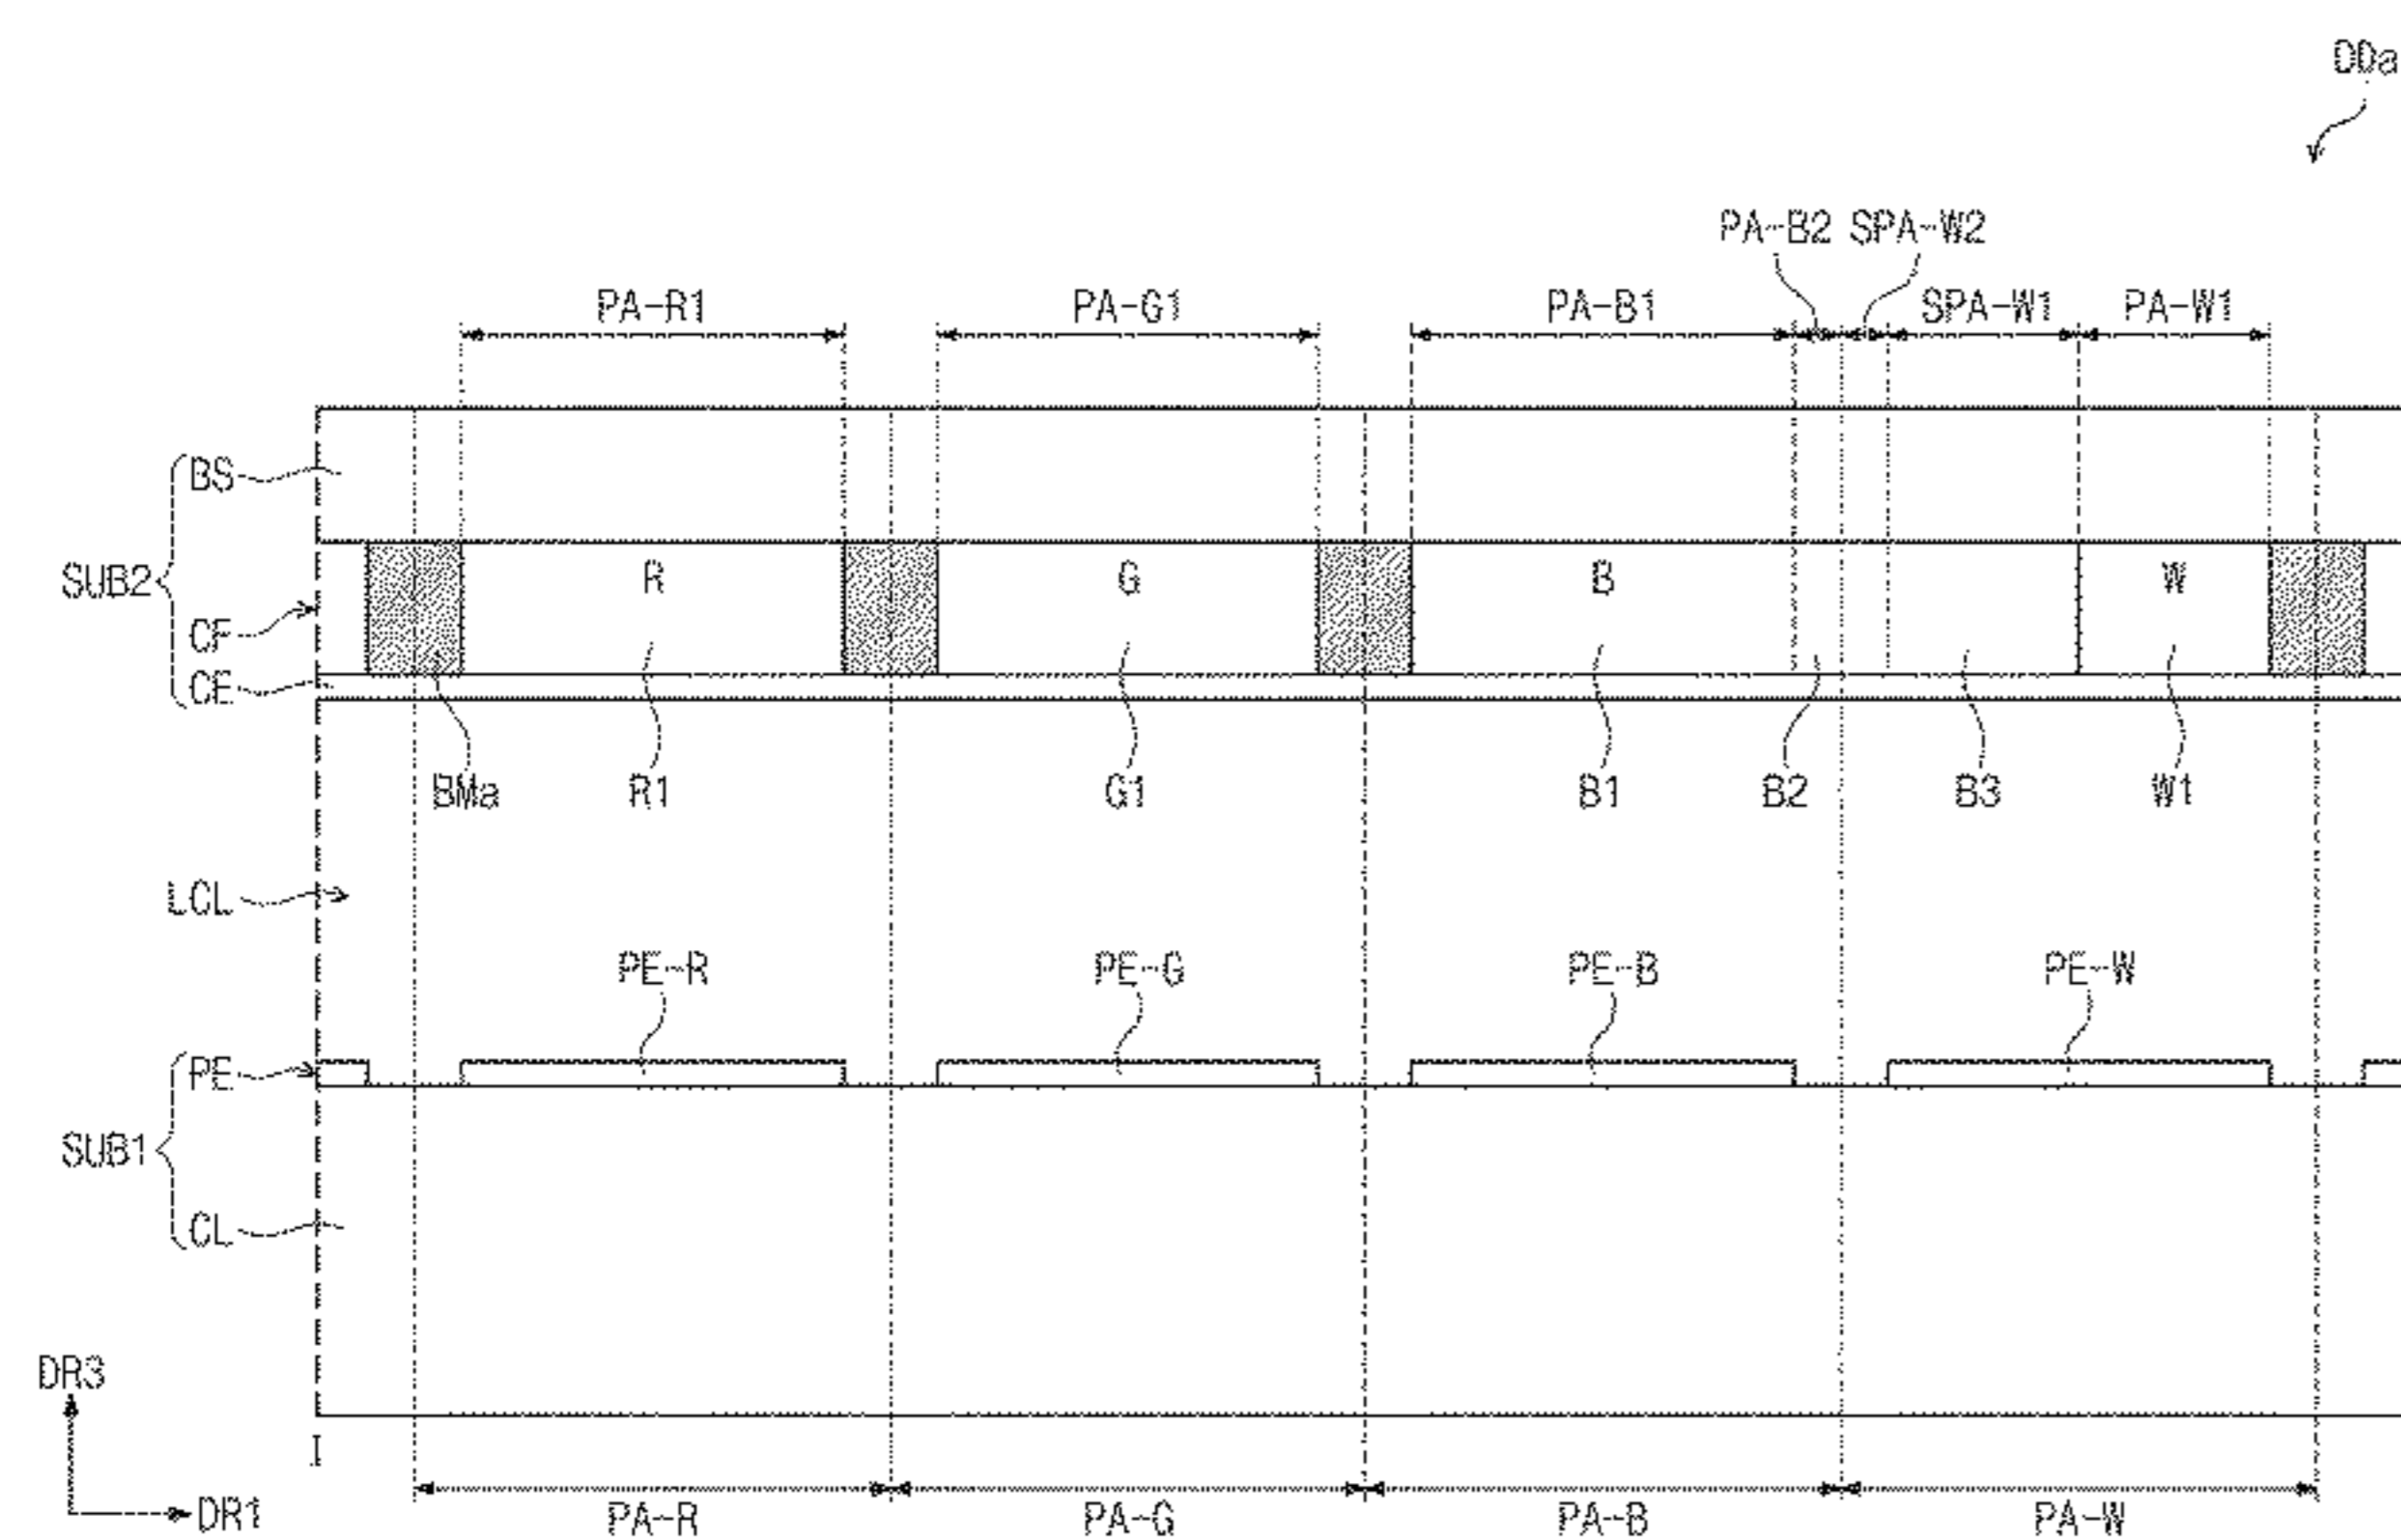 DDa
PA-B2 SPA-W2
PA-R1 PA-G1 PA-B1 SPA-W1 PA-W1
BS
SUB2
R G B W
CF
CE
BMa R1 G1 B1 B2 B3 W1
LCL
PE-R PE-G PE-B PE-W
PE
SUB1
CL
DR3
I
DR1
PA-R PA-G PA-B PA-W